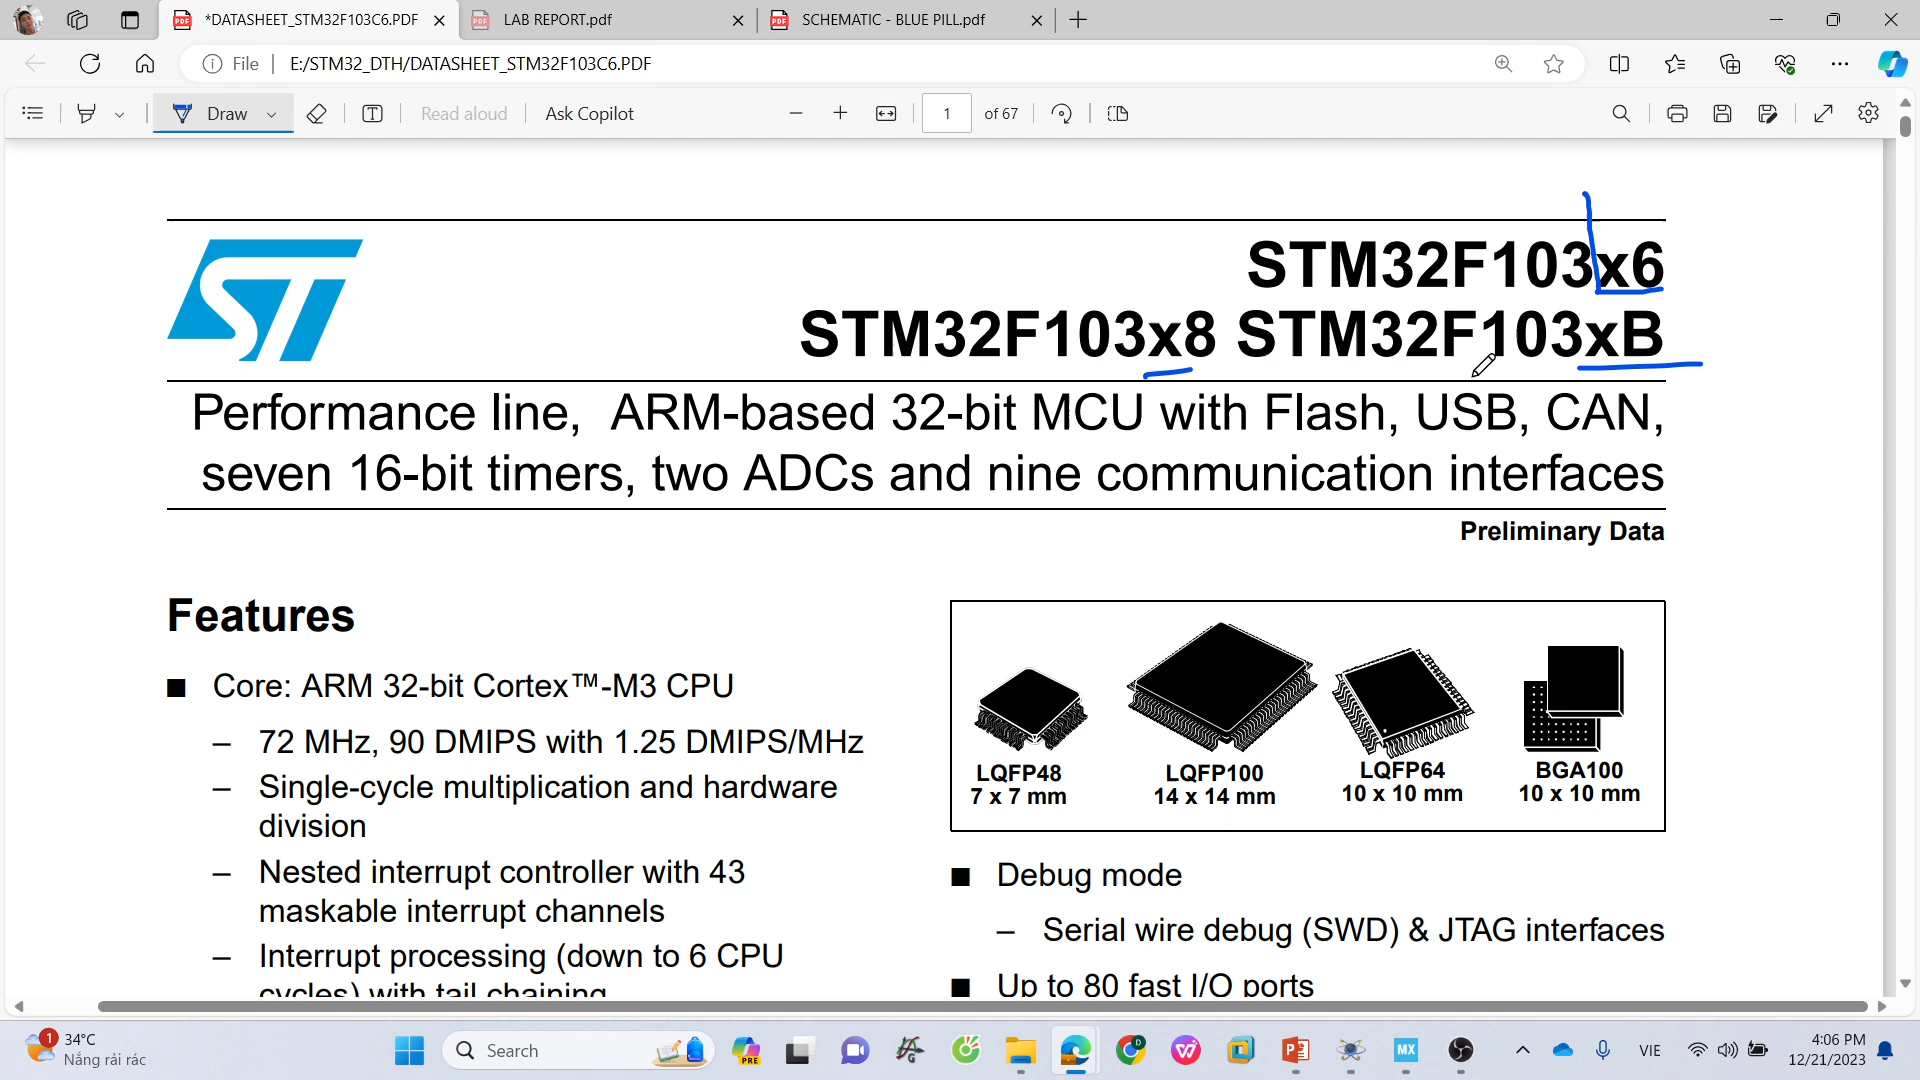 *DATASHEET_STM32F103C6.PDF
LAB REPORT.pdf
SCHEMATIC - BLUE PILL.pdf
File
E:/STM32_DTH/DATASHEET_STM32F103C6.PDF
Draw
Read aloud
Ask Copilot
1 of 67
ST
STM32F103x6
STM32F103x8 STM32F103xB
Performance line, ARM-based 32-bit MCU with Flash, USB, CAN,
seven 16-bit timers, two ADCs and nine communication interfaces
Preliminary Data
Features
■ Core: ARM 32-bit Cortex™-M3 CPU
– 72 MHz, 90 DMIPS with 1.25 DMIPS/MHz
– Single-cycle multiplication and hardware
division
– Nested interrupt controller with 43
maskable interrupt channels
– Interrupt processing (down to 6 CPU
cycles) with tail chaining
LQFP48
7 x 7 mm
LQFP100
14 x 14 mm
LQFP64
10 x 10 mm
BGA100
10 x 10 mm
■ Debug mode
– Serial wire debug (SWD) & JTAG interfaces
■ Up to 80 fast I/O ports
1
34°C
Nắng rải rác
Search
PRE
MX
VIE
4:06 PM
12/21/2023